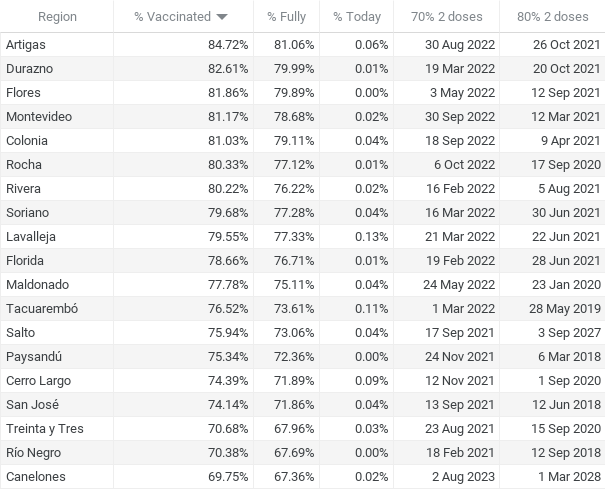 Region % Vaccinated % Fully % Today 70% 2 doses 80% 2 doses
Artigas 84.72% 81.06% 0.06% 30 Aug 2022 26 Oct 2021
Durazno 82.61% 79.99% 0.01% 19 Mar 2022 20 Oct 2021
Flores 81.86% 79.89% 0.00% 3 May 2022 12 Sep 2021
Montevideo 81.17% 78.68% 0.02% 30 Sep 2022 12 Mar 2021
Colonia 81.03% 79.11% 0.04% 18 Sep 2022 9 Apr 2021
Rocha 80.33% 77.12% 0.01% 6 Oct 2022 17 Sep 2020
Rivera 80.22% 76.22% 0.02% 16 Feb 2022 5 Aug 2021
Soriano 79.68% 77.28% 0.04% 16 Mar 2022 30 Jun 2021
Lavalleja 79.55% 77.33% 0.13% 21 Mar 2022 22 Jun 2021
Florida 78.66% 76.71% 0.01% 19 Feb 2022 28 Jun 2021
Maldonado 77.78% 75.11% 0.04% 24 May 2022 23 Jan 2020
Tacuarembó 76.52% 73.61% 0.11% 1 Mar 2022 28 May 2019
Salto 75.94% 73.06% 0.04% 17 Sep 2021 3 Sep 2027
Paysandú 75.34% 72.36% 0.00% 24 Nov 2021 6 Mar 2018
Cerro Largo 74.39% 71.89% 0.09% 12 Nov 2021 1 Sep 2020
San José 74.14% 71.86% 0.04% 13 Sep 2021 12 Jun 2018
Treinta y Tres 70.68% 67.96% 0.03% 23 Aug 2021 15 Sep 2020
Río Negro 70.38% 67.69% 0.00% 18 Feb 2021 12 Sep 2018
Canelones 69.75% 67.36% 0.02% 2 Aug 2023 1 Mar 2028